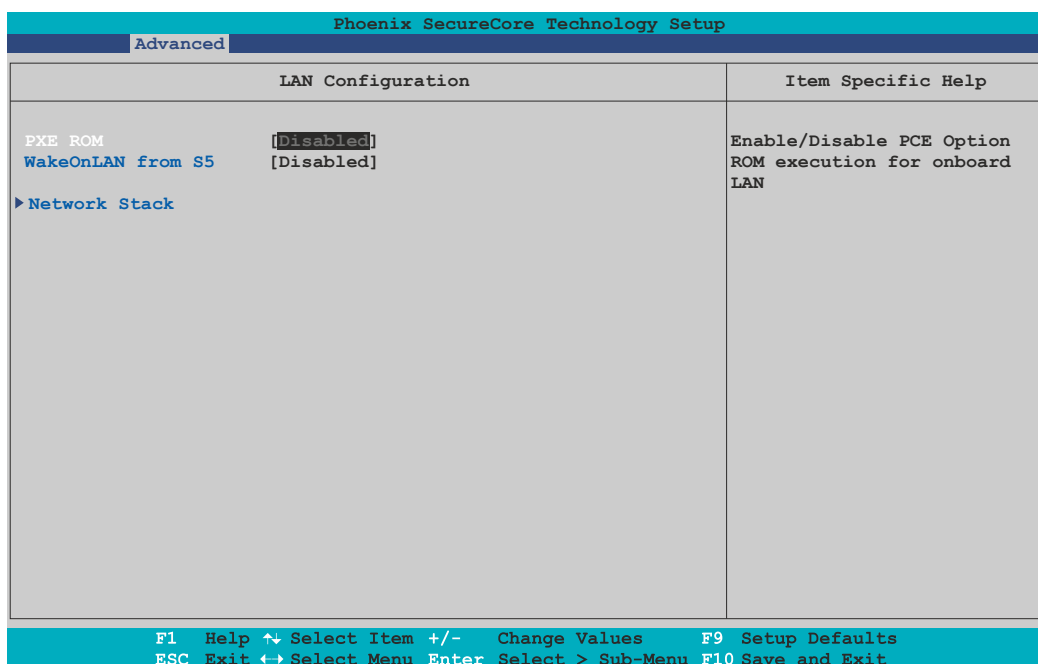 Phoenix SecureCore Technology Setup
Advanced
LAN Configuration
Item Specific Help
PXE ROM [Disabled]
WakeOnLAN from S5 [Disabled]
Network Stack
Enable/Disable PCE Option
ROM execution for onboard
LAN
F1 Help ↑↓ Select Item +/- Change Values F9 Setup Defaults
ESC Exit ←→ Select Menu Enter Select > Sub-Menu F10 Save and Exit